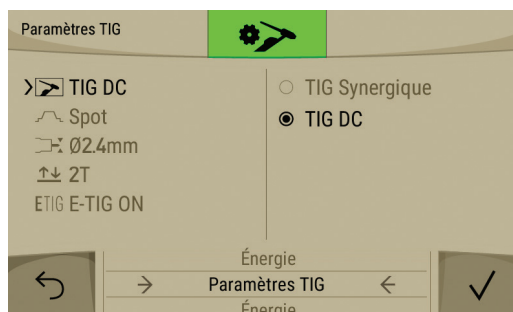 Paramètres TIG
TIG DC
Spot
Ø2.4mm
2T
ETIG E-TIG ON
TIG Synergique
TIG DC
Énergie
Paramètres TIG
Énergie